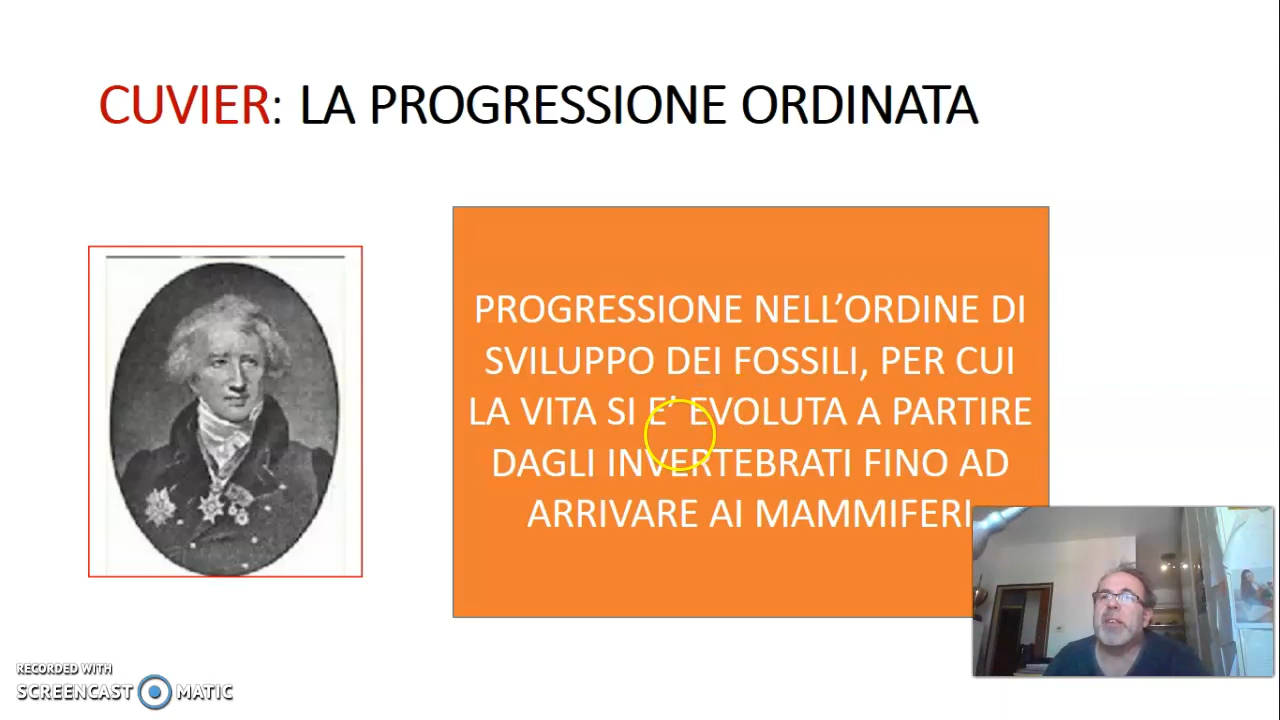 CUVIER: LA PROGRESSIONE ORDINATA
PROGRESSIONE NELL’ORDINE DI
SVILUPPO DEI FOSSILI, PER CUI
LA VITA SI E’ EVOLUTA A PARTIRE
DAGLI INVERTEBRATI FINO AD
ARRIVARE AI MAMMIFERI
RECORDED WITH
SCREENCAST MATIC